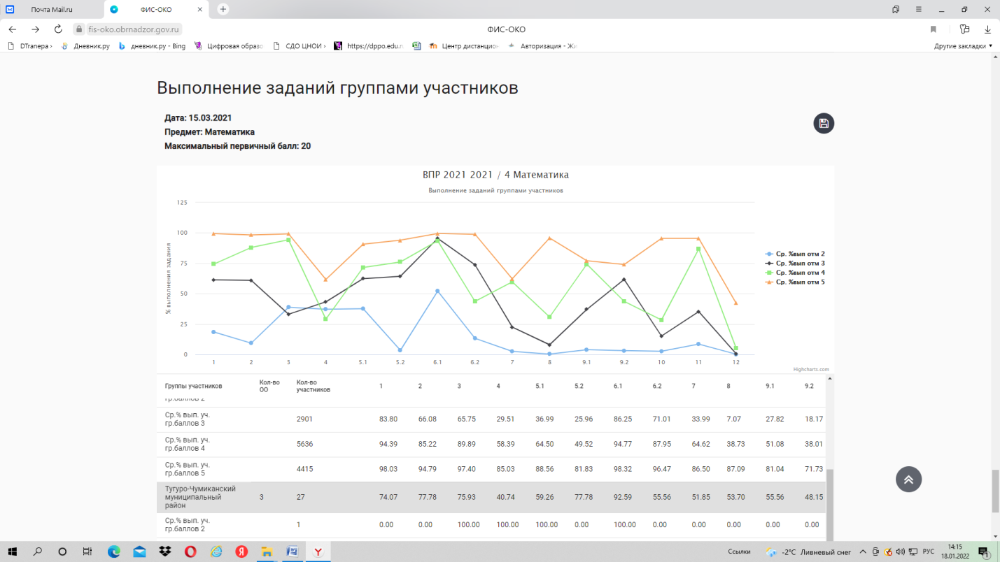 Почта Mail.ru
ФИС-ОКО
fis-oko.obrnadzor.gov.ru
ФИС-ОКО
DTranepa
Дневник.ру
дневник.ру - Bing
Цифровая образо
СДО ЦНОИ
https://dppo.edu.ru
Центр дистанцион
Авторизация - Жи
Другие закладки
Выполнение заданий группами участников
Дата: 15.03.2021
Предмет: Математика
Максимальный первичный балл: 20
ВПР 2021 2021 / 4 Математика
Выполнение заданий группами участников
% выполнения задания
125
100
75
50
25
0
1 2 3 4 5.1 5.2 6.1 6.2 7 8 9.1 9.2 10 11 12
Ср. %вып отм 2
Ср. %вып отм 3
Ср. %вып отм 4
Ср. %вып отм 5
Highcharts.com
Группы участников Кол-во ОО Кол-во участников 1 2 3 4 5.1 5.2 6.1 6.2 7 8 9.1 9.2
гр.баллов 2
Ср.% вып. уч.
гр.баллов 3 2901 83.80 66.08 65.75 29.51 36.99 25.96 86.25 71.01 33.99 7.07 27.82 18.17
Ср.% вып. уч.
гр.баллов 4 5636 94.39 85.22 89.89 58.39 64.50 49.52 94.77 87.95 64.62 38.73 51.08 38.01
Ср.% вып. уч.
гр.баллов 5 4415 98.03 94.79 97.40 85.03 88.56 81.83 98.32 96.47 86.50 87.09 81.04 71.73
Тугуро-Чумиканский
муниципальный
район 3 27 74.07 77.78 75.93 40.74 59.26 77.78 92.59 55.56 51.85 53.70 55.56 48.15
Ср.% вып. уч.
гр.баллов 2 1 0.00 0.00 100.00 100.00 100.00 0.00 100.00 0.00 0.00 0.00 0.00 0.00
Ссылки
-2°C Ливневый снег
РУС
14:15
18.01.2022